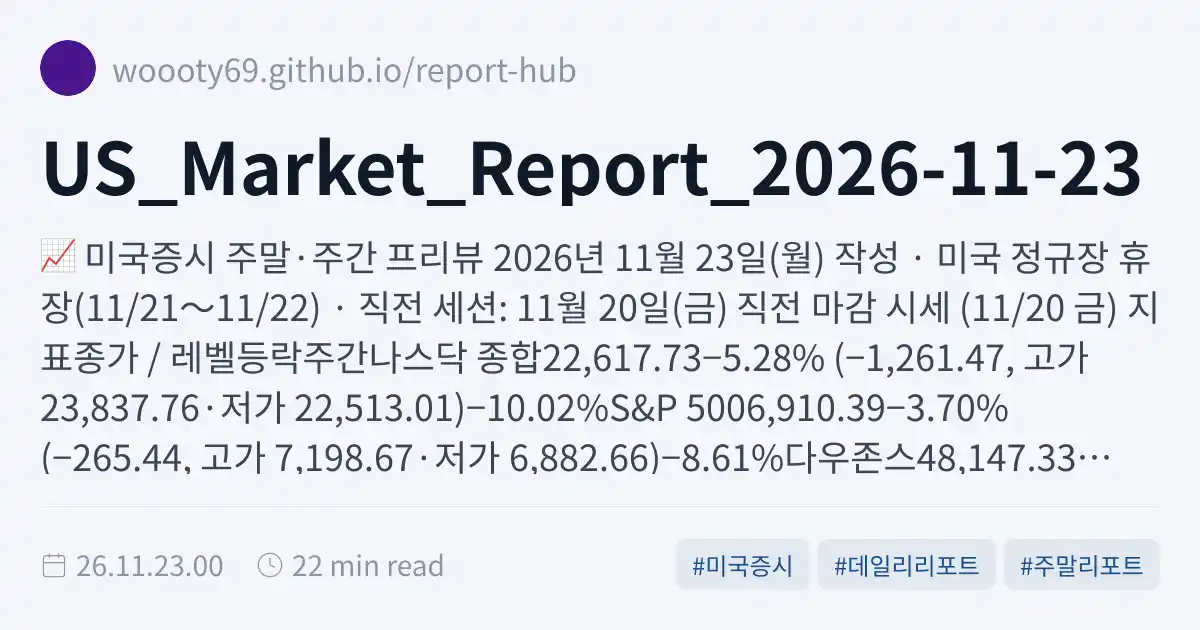 woooty69.github.io/report-hub
US_Market_Report_2026-11-23
📈 미국증시 주말·주간 프리뷰 2026년 11월 23일(월) 작성 · 미국 정규장 휴
장(11/21～11/22) · 직전 세션: 11월 20일(금) 직전 마감 시세 (11/20 금) 지
표종가 / 레벨등락주간나스닥 종합22,617.73−5.28% (−1,261.47, 고가
23,837.76·저가 22,513.01)−10.02%S&P 5006,910.39−3.70%
(−265.44, 고가 7,198.67·저가 6,882.66)−8.61%다우존스48,147.33…
26.11.23.00 22 min read #미국증시 #데일리리포트 #주말리포트